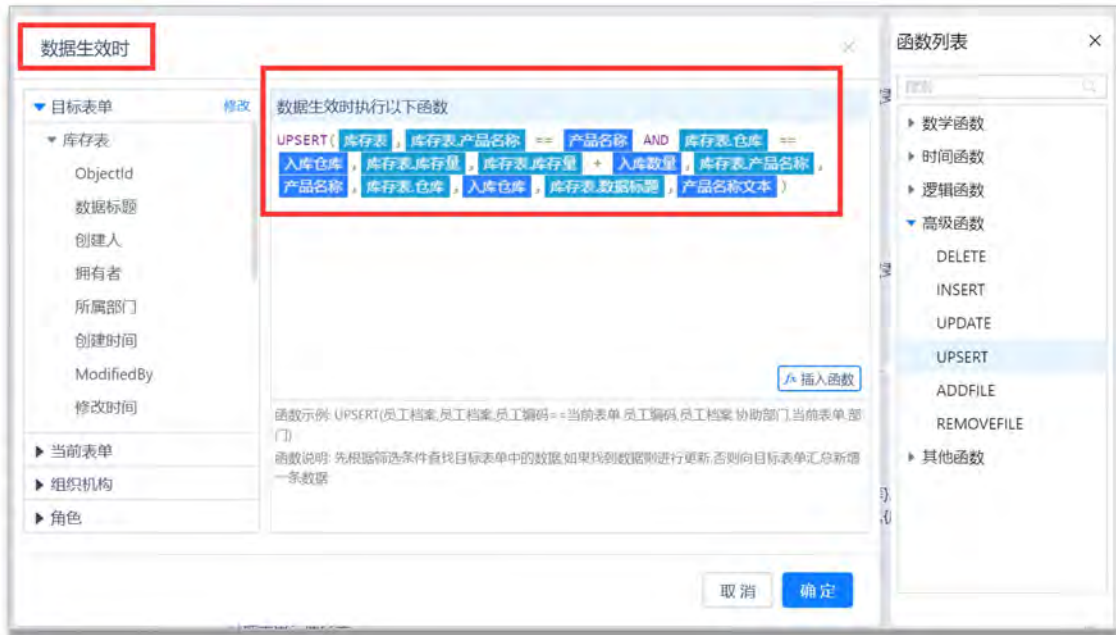 数据生效时
目标表单 修改
库存表
ObjectId
数据标题
创建人
拥有者
所属部门
创建时间
ModifiedBy
修改时间
当前表单
组织机构
角色
数据生效时执行以下函数
UPSERT( 库存表 , 库存表.产品名称 == 产品名称 AND 库存表.仓库 ==
入库仓库 , 库存表.库存量 , 库存表.库存量 + 入库数量 , 库存表.产品名称 ,
产品名称 , 库存表.仓库 , 入库仓库 , 库存表.数据标题 , 产品名称文本 )
fx 插入函数
函数示例: UPSERT(员工档案,员工档案.员工编码==当前表单.员工编码,员工档案.协助部门,当前表单.部
门)
函数说明: 先根据筛选条件查找目标表单中的数据,如果找到数据则进行更新,否则向目标表单汇总新增
一条数据
取消 确定
函数列表
搜索
数学函数
时间函数
逻辑函数
高级函数
DELETE
INSERT
UPDATE
UPSERT
ADDFILE
REMOVEFILE
其他函数